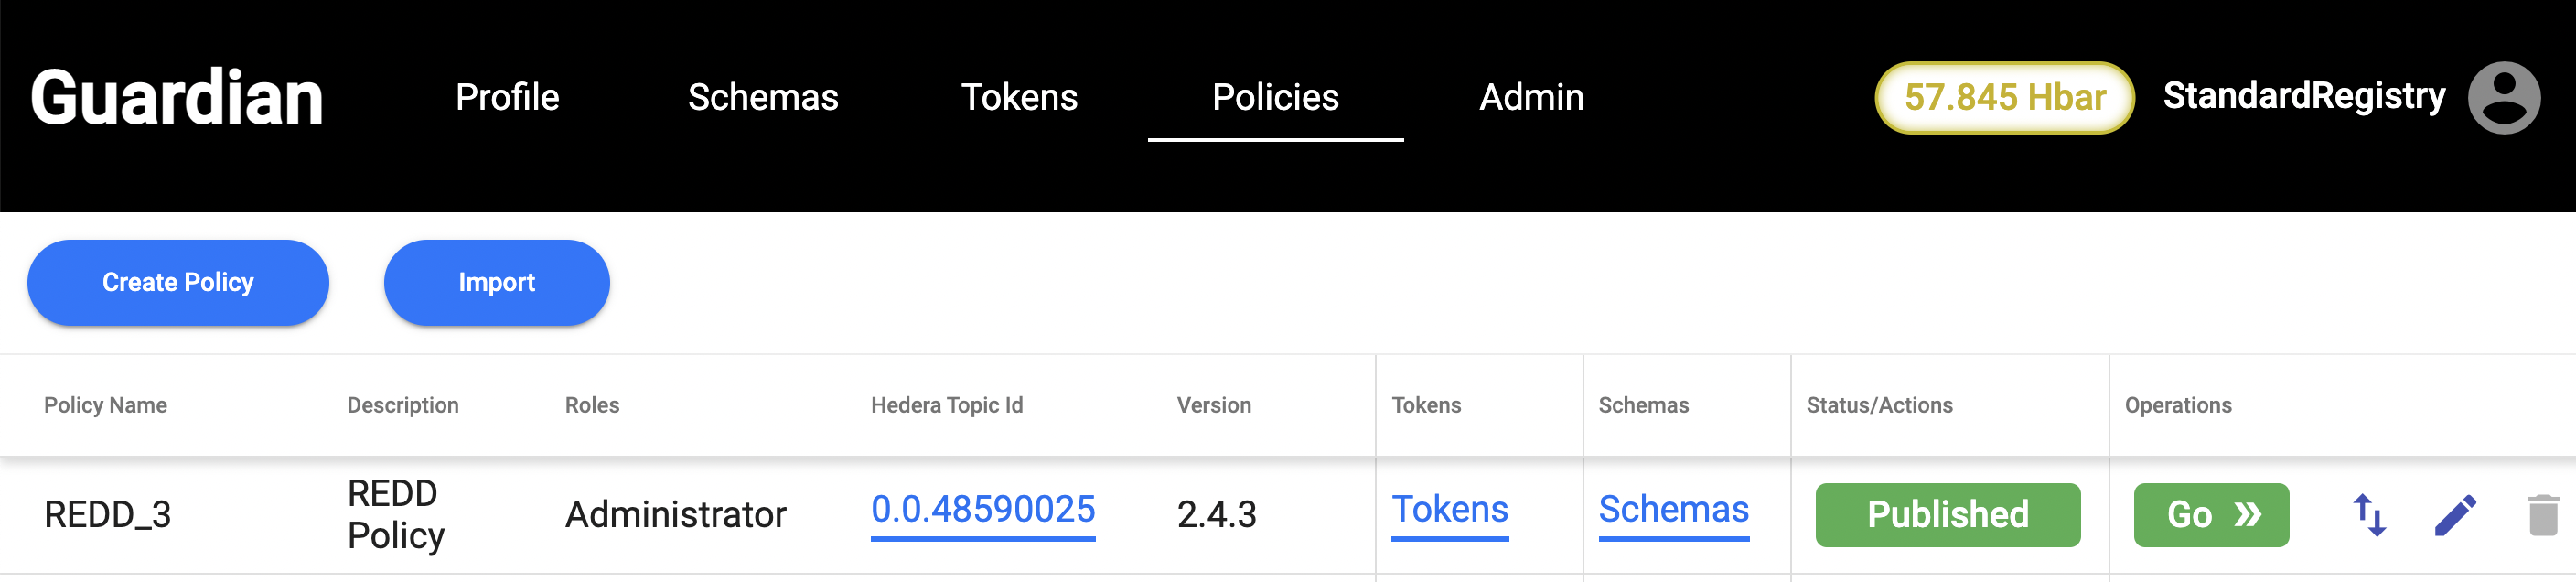 Guardian Profile Schemas Tokens Policies Admin 57.845 Hbar StandardRegistry
Create Policy Import
Policy Name Description Roles Hedera Topic Id Version Tokens Schemas Status/Actions Operations
REDD_3 REDD Policy Administrator 0.0.48590025 2.4.3 Tokens Schemas Published Go »